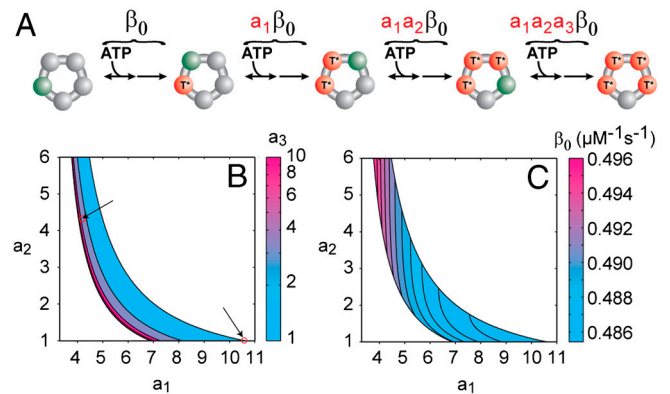 A
β₀ a₁β₀ a₁a₂β₀ a₁a₂a₃β₀
ATP ATP ATP ATP
T* T* T* T* T* T* T* T* T* T*
B
a₃
10
8
6
4
2
1
6
5
4
3
2
1
a₂
4 5 6 7 8 9 10 11
a₁
C
β₀ (µM⁻¹s⁻¹)
0.496
0.494
0.492
0.490
0.488
0.486
6
5
4
3
2
1
a₂
4 5 6 7 8 9 10 11
a₁